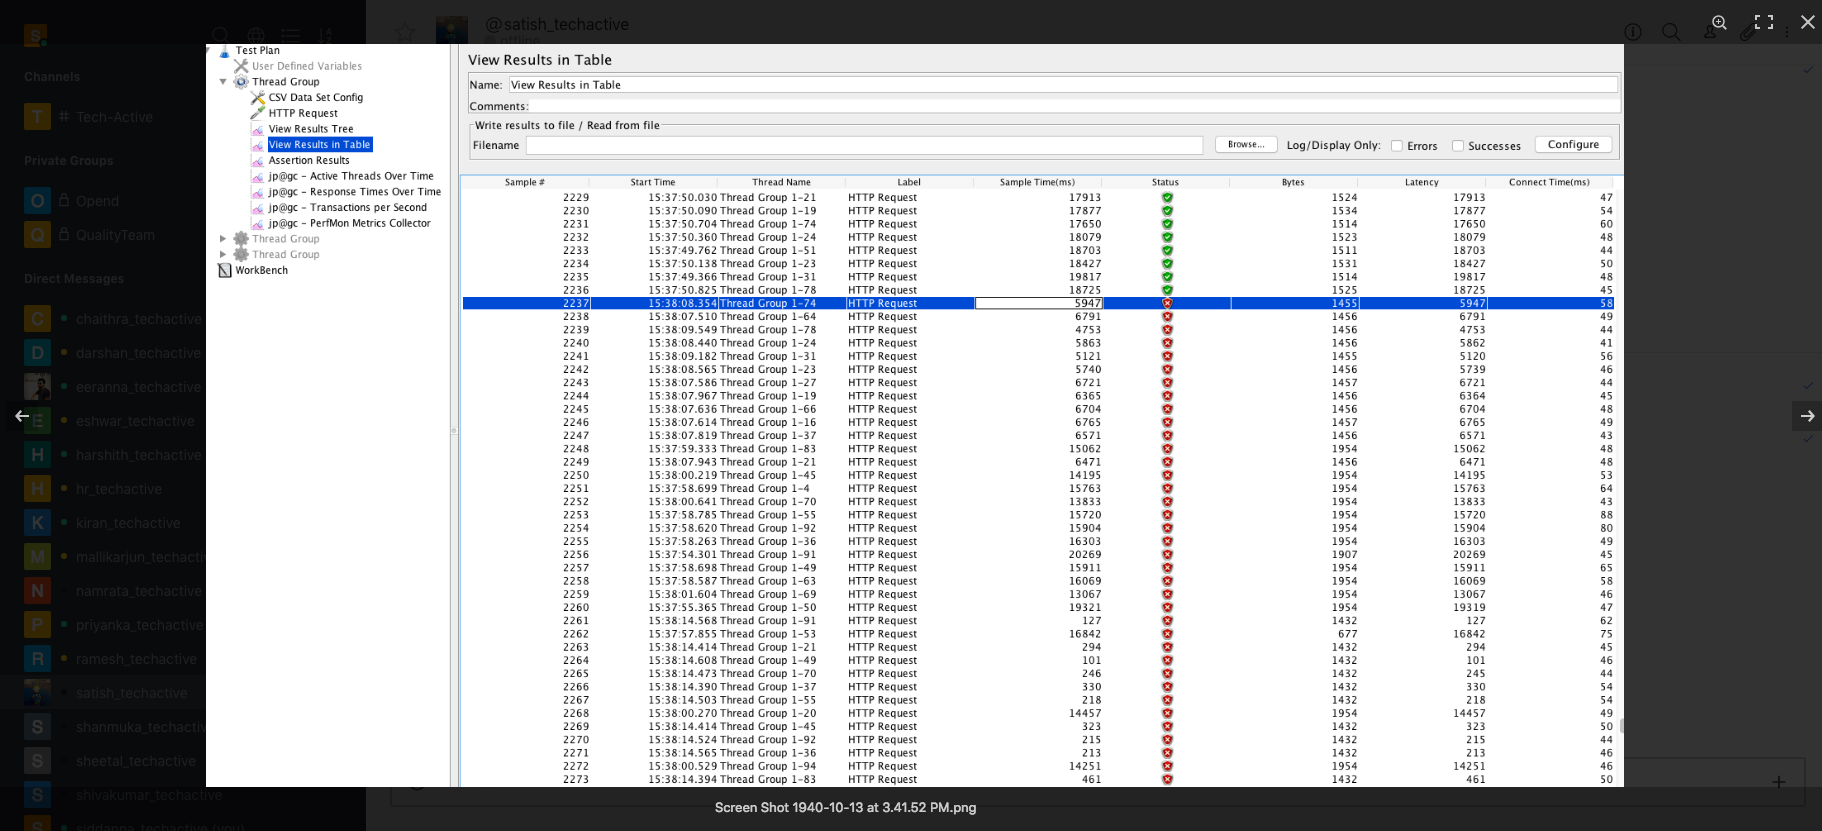 @satish_techactive
offline
Channels
# Tech-Active
Private Groups
Opend
QualityTeam
Direct Messages
chaithra_techactive
darshan_techactive
eeranna_techactive
eshwar_techactive
harshith_techactive
hr_techactive
kiran_techactive
mallikarjun_techacti
namrata_techactive
priyanka_techactive
ramesh_techactive
satish_techactive
shanmuka_techactiv
sheetal_techactive
shivakumar_techactive
siddanna_techactive (you)
Test Plan
User Defined Variables
Thread Group
CSV Data Set Config
HTTP Request
View Results Tree
View Results in Table
Assertion Results
jp@gc - Active Threads Over Time
jp@gc - Response Times Over Time
jp@gc - Transactions per Second
jp@gc - PerfMon Metrics Collector
Thread Group
Thread Group
WorkBench
View Results in Table
Name: View Results in Table
Comments:
Write results to file / Read from file
Filename Browse... Log/Display Only: Errors Successes Configure
Sample # Start Time Thread Name Label Sample Time(ms) Status Bytes Latency Connect Time(ms)
2229 15:37:50.030 Thread Group 1-21 HTTP Request 17913 1524 17913 47
2230 15:37:50.090 Thread Group 1-19 HTTP Request 17877 1534 17877 54
2231 15:37:50.704 Thread Group 1-74 HTTP Request 17650 1514 17650 60
2232 15:37:50.360 Thread Group 1-24 HTTP Request 18079 1523 18079 48
2233 15:37:49.762 Thread Group 1-51 HTTP Request 18703 1511 18703 44
2234 15:37:50.138 Thread Group 1-23 HTTP Request 18427 1531 18427 50
2235 15:37:49.366 Thread Group 1-31 HTTP Request 19817 1514 19817 48
2236 15:37:50.825 Thread Group 1-78 HTTP Request 18725 1525 18725 45
2237 15:38:08.354 Thread Group 1-74 HTTP Request 5947 1455 5947 58
2238 15:38:07.510 Thread Group 1-64 HTTP Request 6791 1456 6791 49
2239 15:38:09.549 Thread Group 1-78 HTTP Request 4753 1456 4753 44
2240 15:38:08.440 Thread Group 1-24 HTTP Request 5863 1456 5862 41
2241 15:38:09.182 Thread Group 1-31 HTTP Request 5121 1455 5120 56
2242 15:38:08.565 Thread Group 1-23 HTTP Request 5740 1456 5739 46
2243 15:38:07.586 Thread Group 1-27 HTTP Request 6721 1457 6721 44
2244 15:38:07.967 Thread Group 1-19 HTTP Request 6365 1456 6364 45
2245 15:38:07.636 Thread Group 1-66 HTTP Request 6704 1456 6704 48
2246 15:38:07.614 Thread Group 1-16 HTTP Request 6765 1457 6765 49
2247 15:38:07.819 Thread Group 1-37 HTTP Request 6571 1456 6571 43
2248 15:37:59.333 Thread Group 1-83 HTTP Request 15062 1954 15062 48
2249 15:38:07.943 Thread Group 1-21 HTTP Request 6471 1456 6471 48
2250 15:38:00.219 Thread Group 1-45 HTTP Request 14195 1954 14195 53
2251 15:37:58.699 Thread Group 1-4 HTTP Request 15763 1954 15763 64
2252 15:38:00.641 Thread Group 1-70 HTTP Request 13833 1954 13833 43
2253 15:37:58.785 Thread Group 1-55 HTTP Request 15720 1954 15720 88
2254 15:37:58.620 Thread Group 1-92 HTTP Request 15904 1954 15904 80
2255 15:37:58.263 Thread Group 1-36 HTTP Request 16303 1954 16303 49
2256 15:37:54.301 Thread Group 1-91 HTTP Request 20269 1907 20269 45
2257 15:37:58.698 Thread Group 1-49 HTTP Request 15911 1954 15911 65
2258 15:37:58.587 Thread Group 1-63 HTTP Request 16069 1954 16069 58
2259 15:38:01.604 Thread Group 1-69 HTTP Request 13067 1954 13067 46
2260 15:37:55.365 Thread Group 1-50 HTTP Request 19321 1954 19319 47
2261 15:38:14.568 Thread Group 1-91 HTTP Request 127 1432 127 62
2262 15:37:57.855 Thread Group 1-53 HTTP Request 16842 677 16842 75
2263 15:38:14.414 Thread Group 1-21 HTTP Request 294 1432 294 45
2264 15:38:14.608 Thread Group 1-49 HTTP Request 101 1432 101 46
2265 15:38:14.473 Thread Group 1-70 HTTP Request 246 1432 245 44
2266 15:38:14.390 Thread Group 1-37 HTTP Request 330 1432 330 54
2267 15:38:14.503 Thread Group 1-55 HTTP Request 218 1432 218 54
2268 15:38:00.270 Thread Group 1-20 HTTP Request 14457 1954 14457 49
2269 15:38:14.414 Thread Group 1-45 HTTP Request 323 1432 323 50
2270 15:38:14.524 Thread Group 1-92 HTTP Request 215 1432 215 44
2271 15:38:14.565 Thread Group 1-36 HTTP Request 213 1432 213 46
2272 15:38:00.529 Thread Group 1-94 HTTP Request 14251 1954 14251 46
2273 15:38:14.394 Thread Group 1-83 HTTP Request 461 1432 461 50
Screen Shot 1940-10-13 at 3.41.52 PM.png